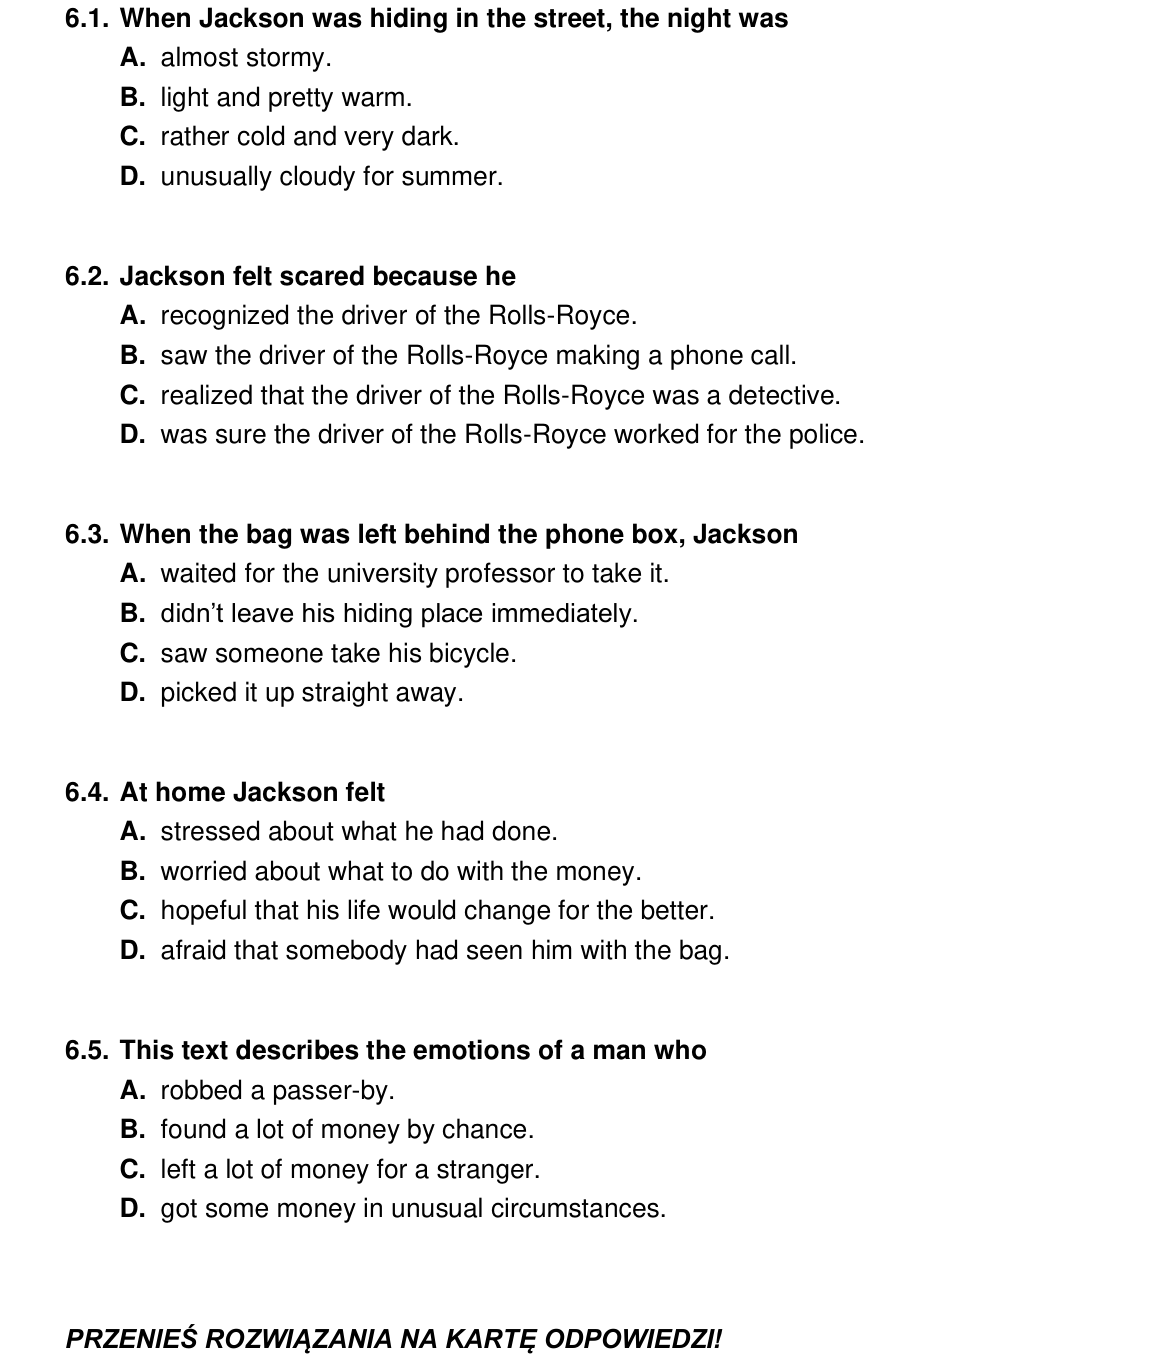 6.1. When Jackson was hiding in the street, the night was
A. almost stormy.
B. light and pretty warm.
C. rather cold and very dark.
D. unusually cloudy for summer.
6.2. Jackson felt scared because he
A. recognized the driver of the Rolls-Royce.
B. saw the driver of the Rolls-Royce making a phone call.
C. realized that the driver of the Rolls-Royce was a detective.
D. was sure the driver of the Rolls-Royce worked for the police.
6.3. When the bag was left behind the phone box, Jackson
A. waited for the university professor to take it.
B. didn’t leave his hiding place immediately.
C. saw someone take his bicycle.
D. picked it up straight away.
6.4. At home Jackson felt
A. stressed about what he had done.
B. worried about what to do with the money.
C. hopeful that his life would change for the better.
D. afraid that somebody had seen him with the bag.
6.5. This text describes the emotions of a man who
A. robbed a passer-by.
B. found a lot of money by chance.
C. left a lot of money for a stranger.
D. got some money in unusual circumstances.
PRZENIEŚ ROZWIĄZANIA NA KARTĘ ODPOWIEDZI!